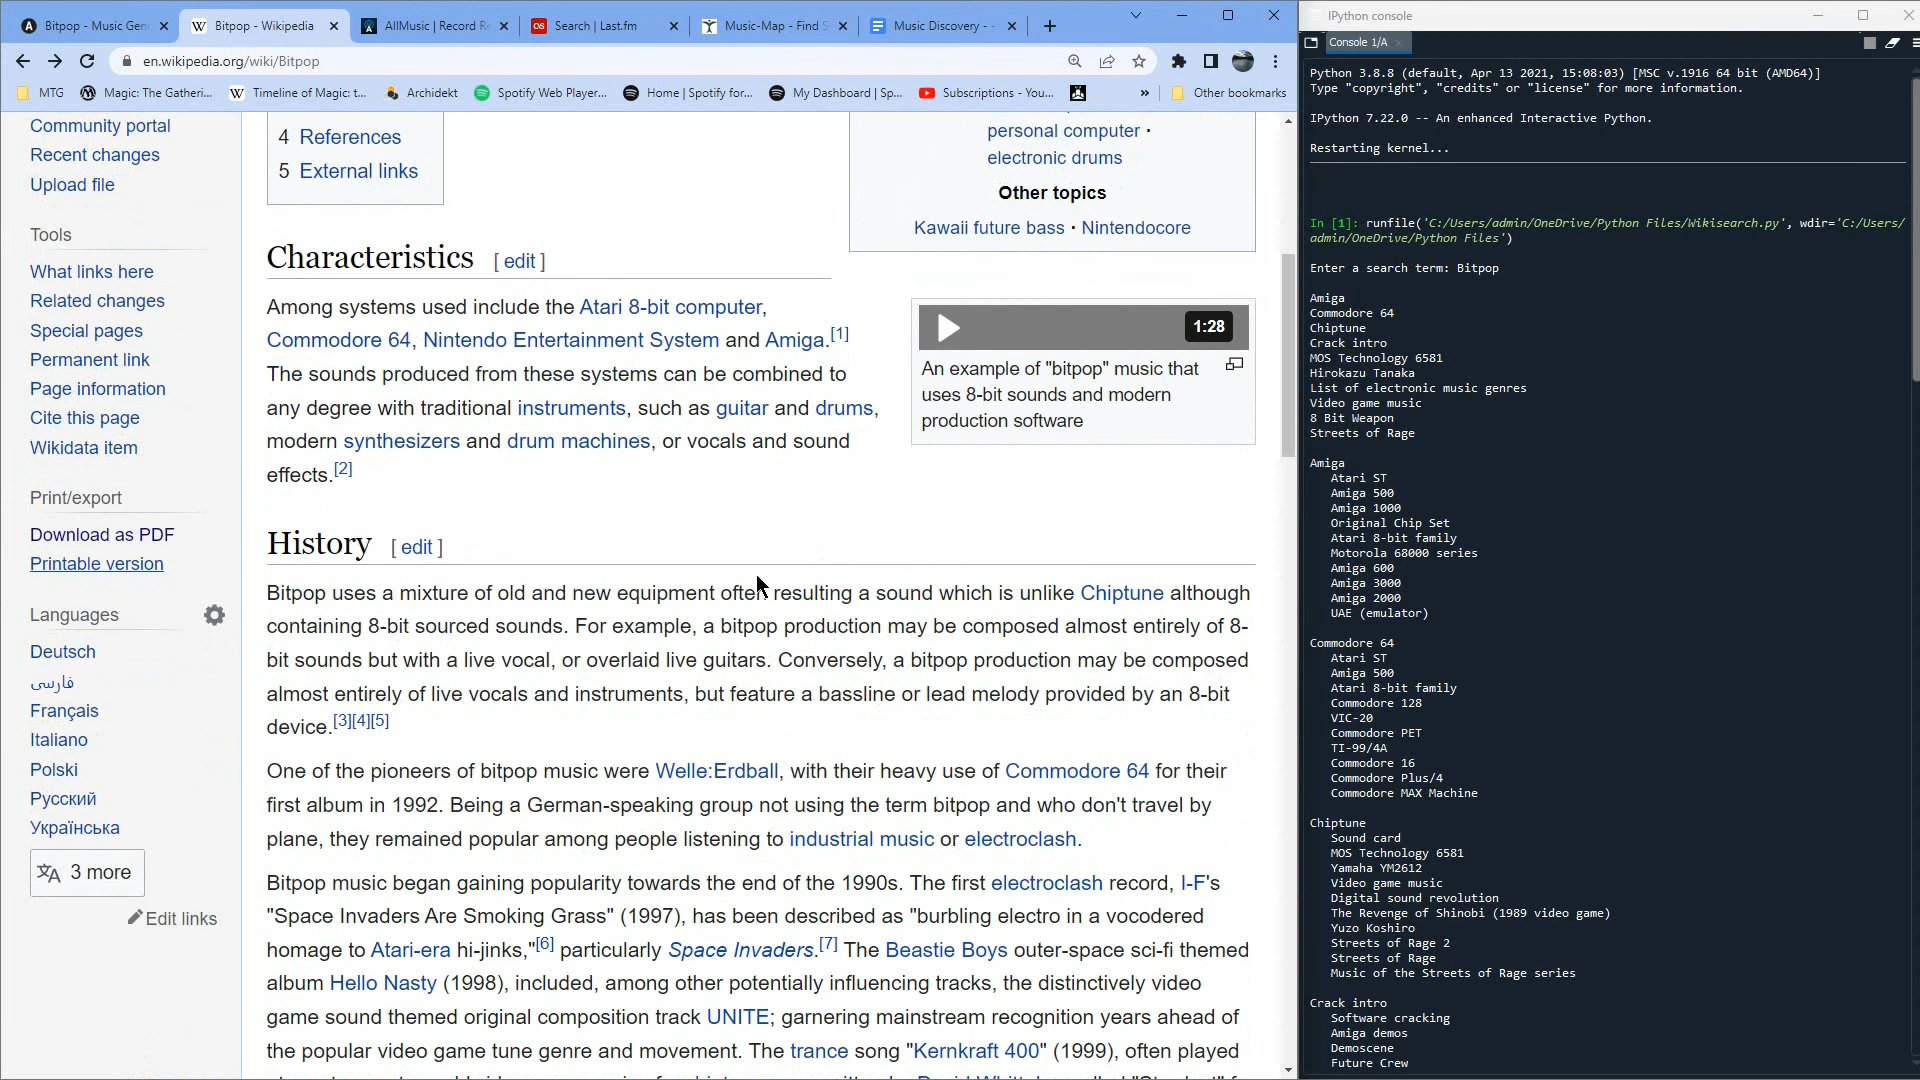 Bitpop - Music Gen
Bitpop - Wikipedia
AllMusic | Record Re
Search | Last.fm
Music-Map - Find S
Music Discovery -
en.wikipedia.org/wiki/Bitpop
MTG
Magic: The Gatheri...
Timeline of Magic: t...
Archidekt
Spotify Web Player...
Home | Spotify for...
My Dashboard | Sp...
Subscriptions - You...
»
Other bookmarks
Community portal
Recent changes
Upload file
Tools
What links here
Related changes
Special pages
Permanent link
Page information
Cite this page
Wikidata item
Print/export
Download as PDF
Printable version
Languages
Deutsch
فارسی
Français
Italiano
Polski
Русский
Українська
3 more
Edit links
4 References
5 External links
personal computer ·
electronic drums
Other topics
Kawaii future bass · Nintendocore
Characteristics [ edit ]
Among systems used include the Atari 8-bit computer,
Commodore 64, Nintendo Entertainment System and Amiga.[1]
The sounds produced from these systems can be combined to
any degree with traditional instruments, such as guitar and drums,
modern synthesizers and drum machines, or vocals and sound
effects.[2]
1:28
An example of "bitpop" music that
uses 8-bit sounds and modern
production software
History [ edit ]
Bitpop uses a mixture of old and new equipment often resulting a sound which is unlike Chiptune although
containing 8-bit sourced sounds. For example, a bitpop production may be composed almost entirely of 8-
bit sounds but with a live vocal, or overlaid live guitars. Conversely, a bitpop production may be composed
almost entirely of live vocals and instruments, but feature a bassline or lead melody provided by an 8-bit
device.[3][4][5]
One of the pioneers of bitpop music were Welle:Erdball, with their heavy use of Commodore 64 for their
first album in 1992. Being a German-speaking group not using the term bitpop and who don't travel by
plane, they remained popular among people listening to industrial music or electroclash.
Bitpop music began gaining popularity towards the end of the 1990s. The first electroclash record, I-F's
"Space Invaders Are Smoking Grass" (1997), has been described as "burbling electro in a vocodered
homage to Atari-era hi-jinks,"[6] particularly Space Invaders.[7] The Beastie Boys outer-space sci-fi themed
album Hello Nasty (1998), included, among other potentially influencing tracks, the distinctively video
game sound themed original composition track UNITE; garnering mainstream recognition years ahead of
the popular video game tune genre and movement. The trance song "Kernkraft 400" (1999), often played
IPython console
Console 1/A
Python 3.8.8 (default, Apr 13 2021, 15:08:03) [MSC v.1916 64 bit (AMD64)]
Type "copyright", "credits" or "license" for more information.
IPython 7.22.0 -- An enhanced Interactive Python.
Restarting kernel...
In [1]: runfile('C:/Users/admin/OneDrive/Python Files/Wikisearch.py', wdir='C:/Users/
admin/OneDrive/Python Files')
Enter a search term: Bitpop
Amiga
Commodore 64
Chiptune
Crack intro
MOS Technology 6581
Hirokazu Tanaka
List of electronic music genres
Video game music
8 Bit Weapon
Streets of Rage
Amiga
Atari ST
Amiga 500
Amiga 1000
Original Chip Set
Atari 8-bit family
Motorola 68000 series
Amiga 600
Amiga 3000
Amiga 2000
UAE (emulator)
Commodore 64
Atari ST
Amiga 500
Atari 8-bit family
Commodore 128
VIC-20
Commodore PET
TI-99/4A
Commodore 16
Commodore Plus/4
Commodore MAX Machine
Chiptune
Sound card
MOS Technology 6581
Yamaha YM2612
Video game music
Digital sound revolution
The Revenge of Shinobi (1989 video game)
Yuzo Koshiro
Streets of Rage 2
Streets of Rage
Music of the Streets of Rage series
Crack intro
Software cracking
Amiga demos
Demoscene
Future Crew